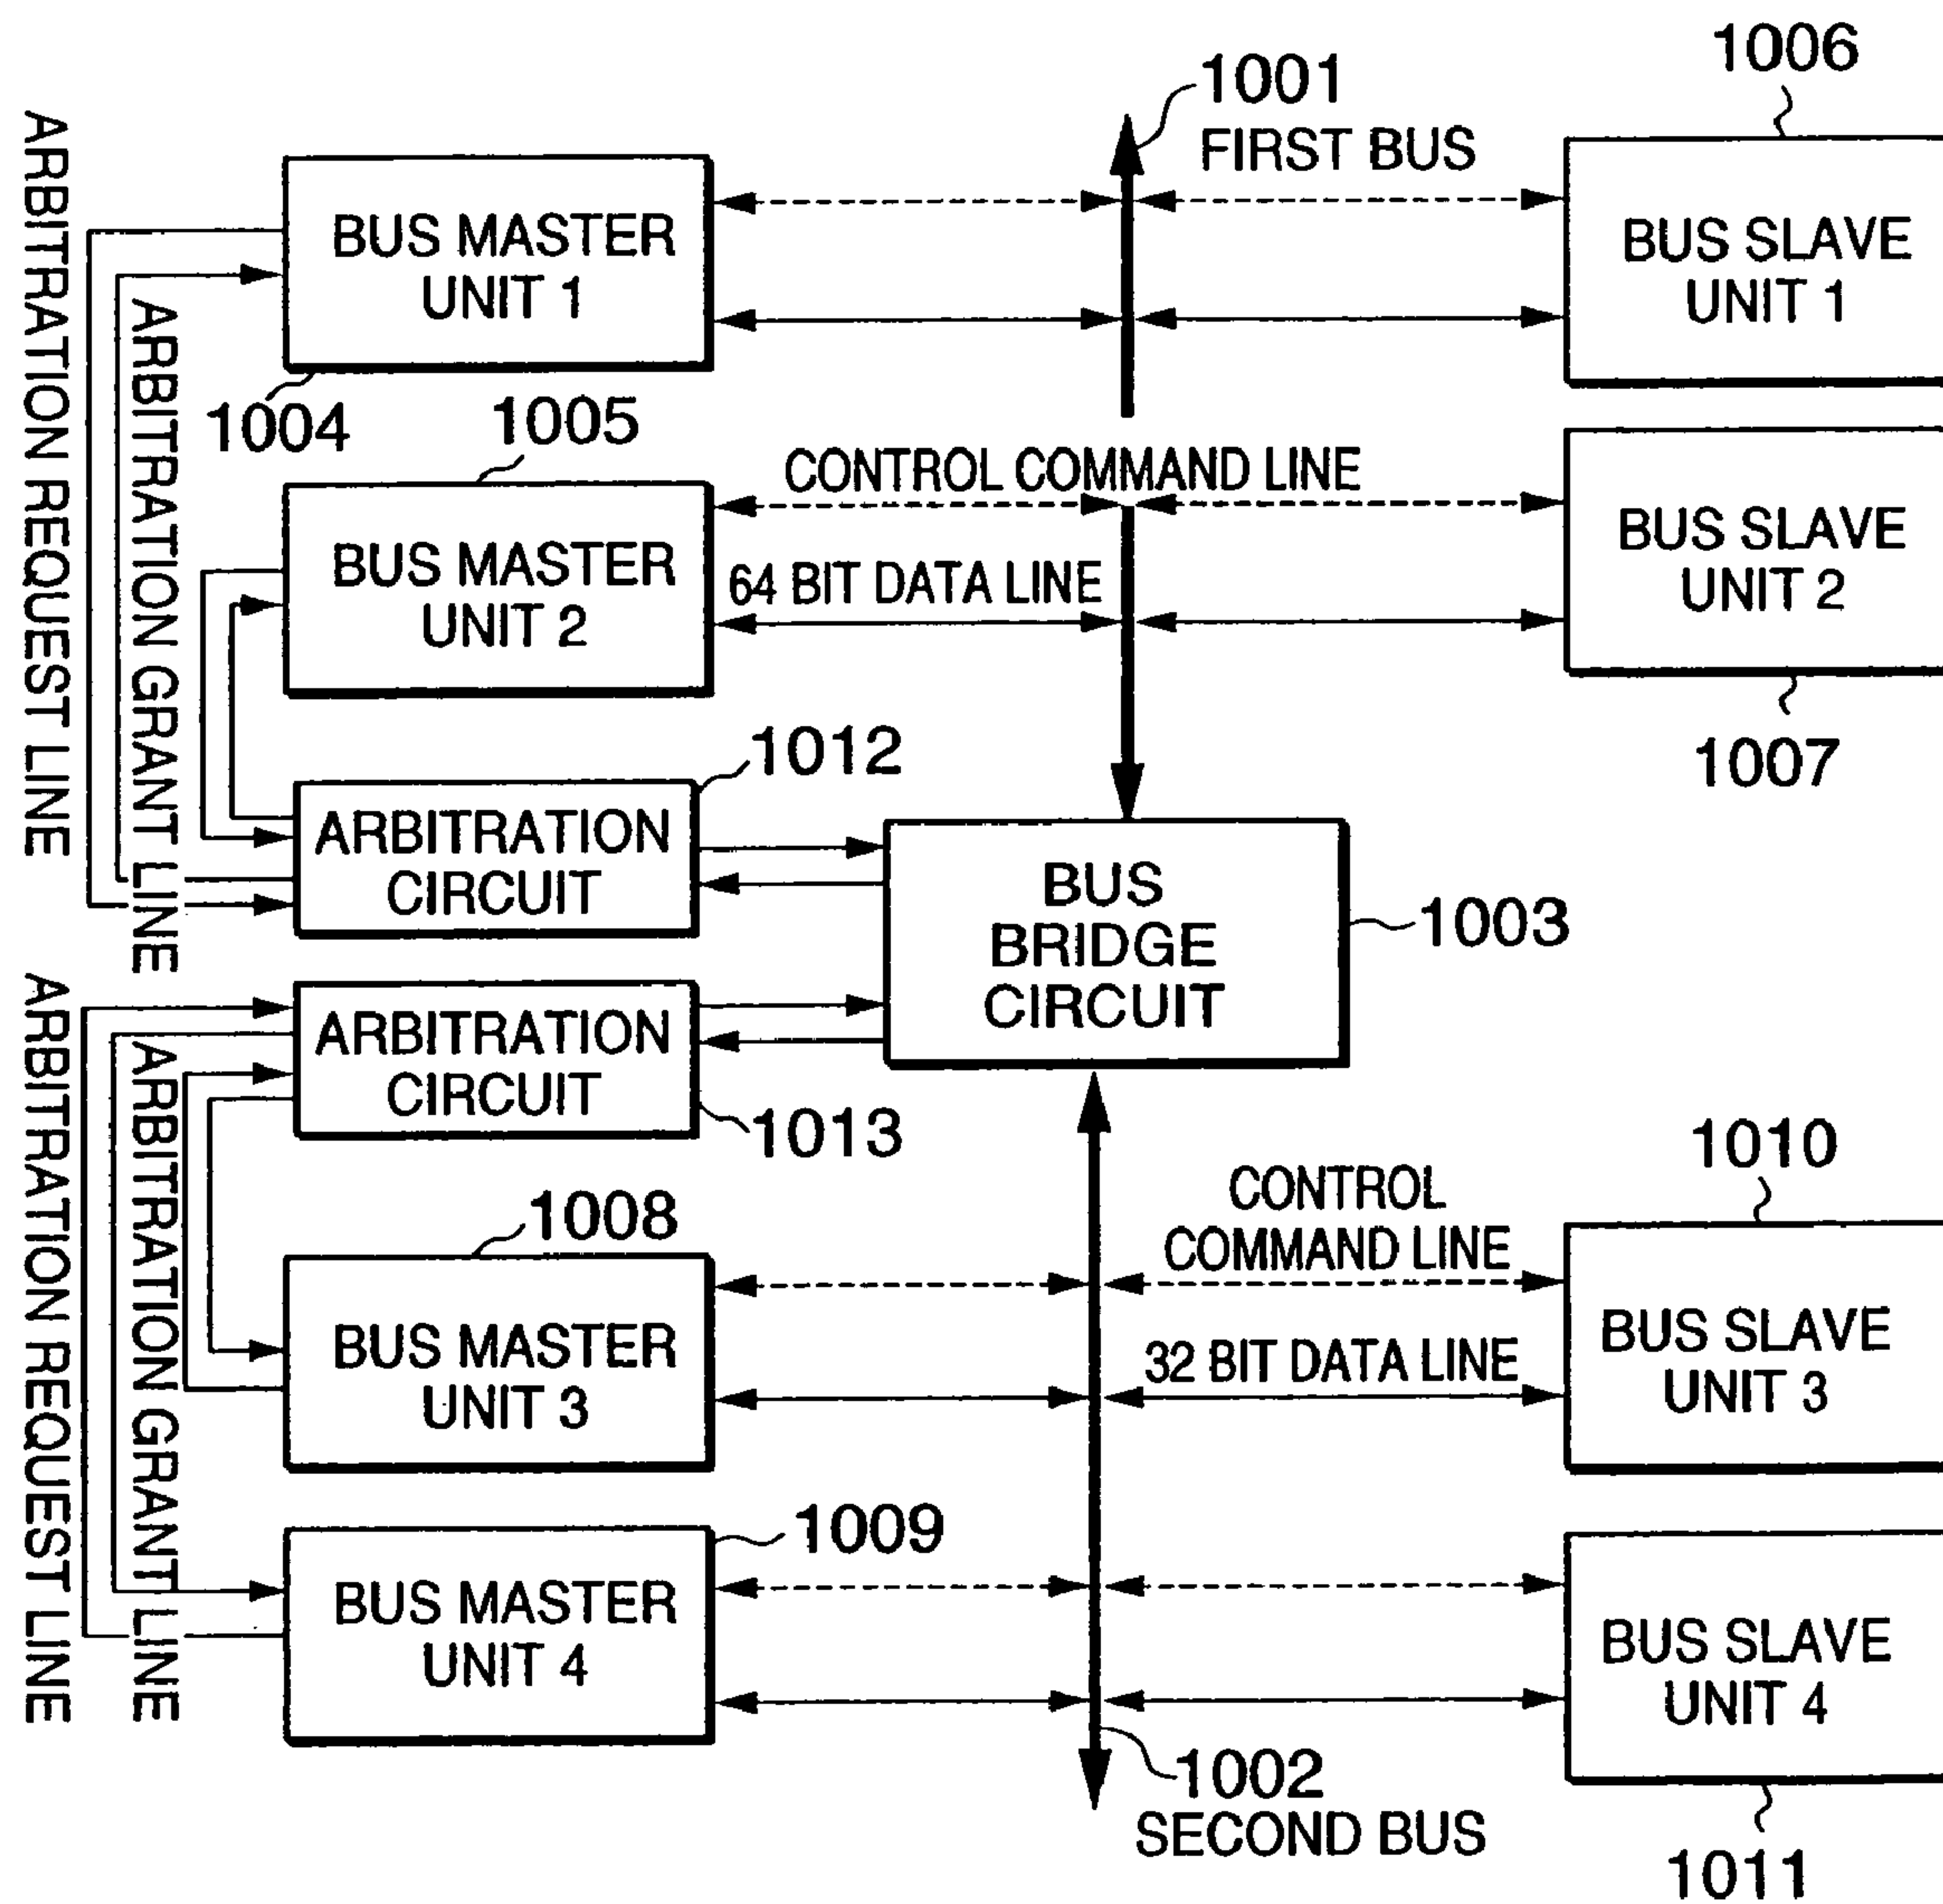 1001
FIRST BUS
1006
BUS MASTER
UNIT 1
1004
BUS SLAVE
UNIT 1
ARBITRATION REQUEST LINE
ARBITRATION GRANT LINE
1005
CONTROL COMMAND LINE
BUS MASTER
UNIT 2
64 BIT DATA LINE
BUS SLAVE
UNIT 2
1007
1012
ARBITRATION
CIRCUIT
BUS
BRIDGE
CIRCUIT
1003
ARBITRATION
CIRCUIT
1013
ARBITRATION REQUEST LINE
ARBITRATION GRANT LINE
1008
CONTROL
COMMAND LINE
1010
BUS MASTER
UNIT 3
32 BIT DATA LINE
BUS SLAVE
UNIT 3
1009
BUS MASTER
UNIT 4
BUS SLAVE
UNIT 4
1002
SECOND BUS
1011